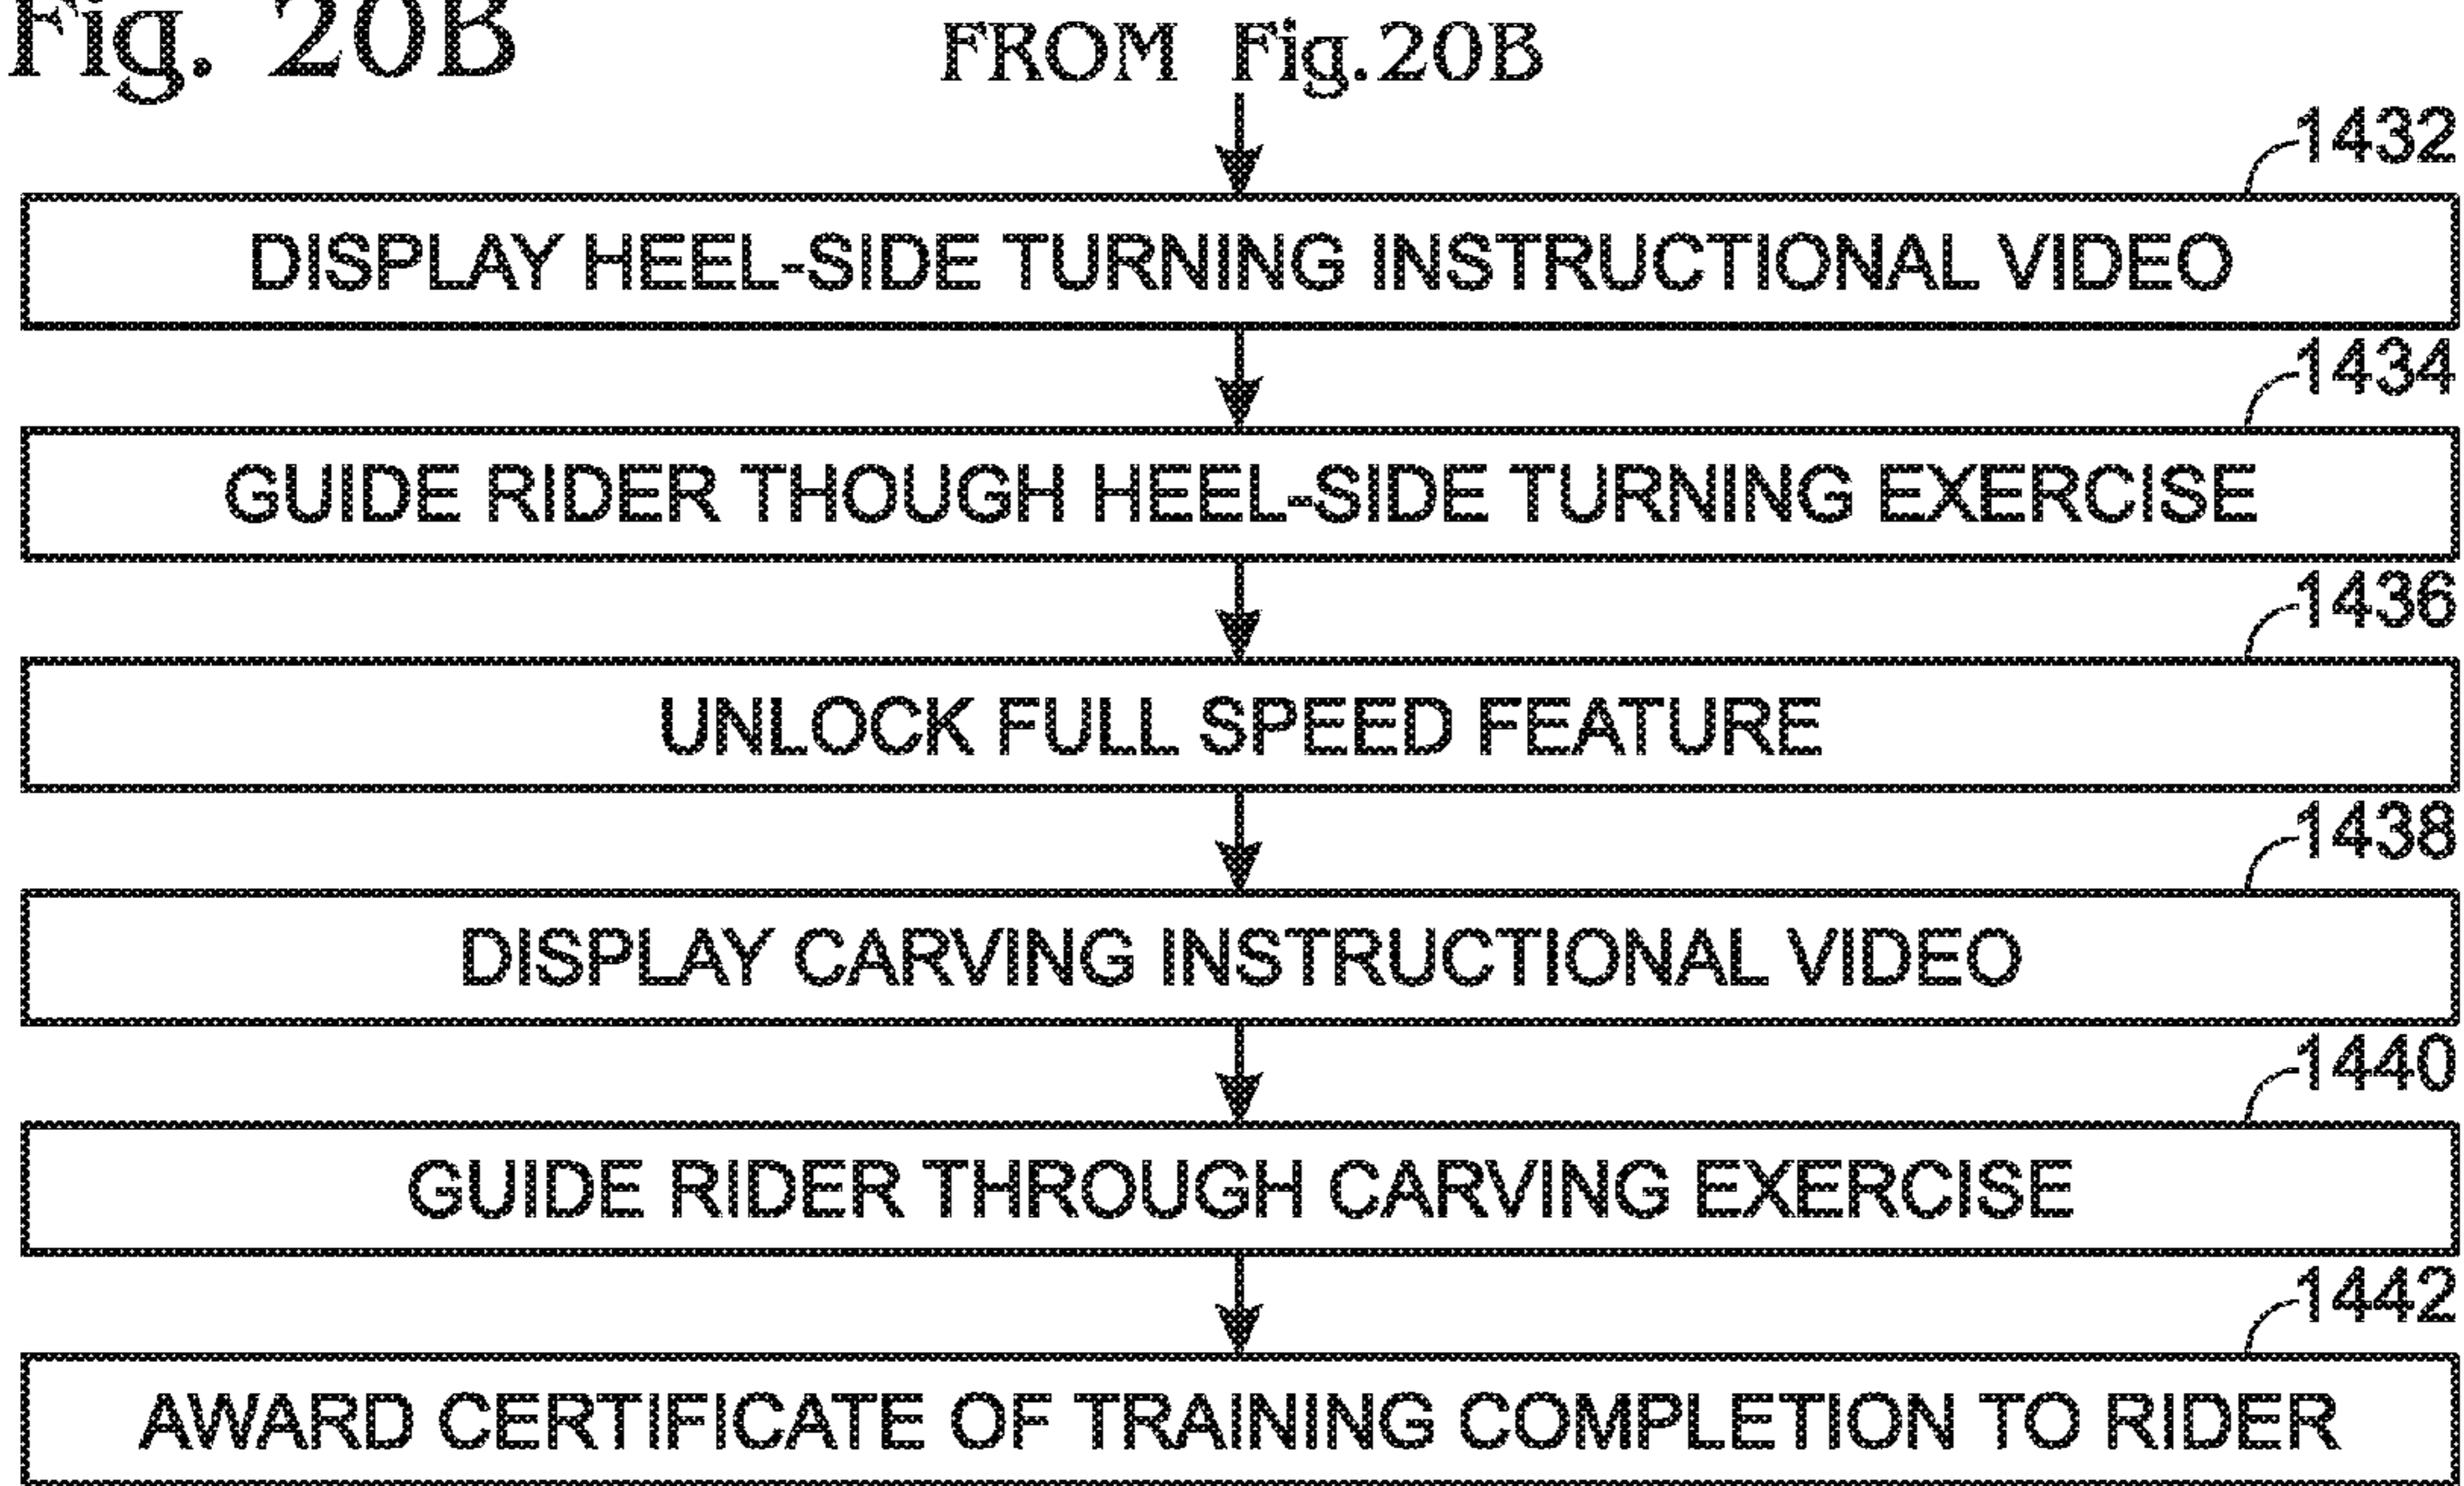 Fig. 20B
FROM Fig.20B
1432
DISPLAY HEEL-SIDE TURNING INSTRUCTIONAL VIDEO
1434
GUIDE RIDER THOUGH HEEL-SIDE TURNING EXERCISE
1436
UNLOCK FULL SPEED FEATURE
1438
DISPLAY CARVING INSTRUCTIONAL VIDEO
1440
GUIDE RIDER THROUGH CARVING EXERCISE
1442
AWARD CERTIFICATE OF TRAINING COMPLETION TO RIDER